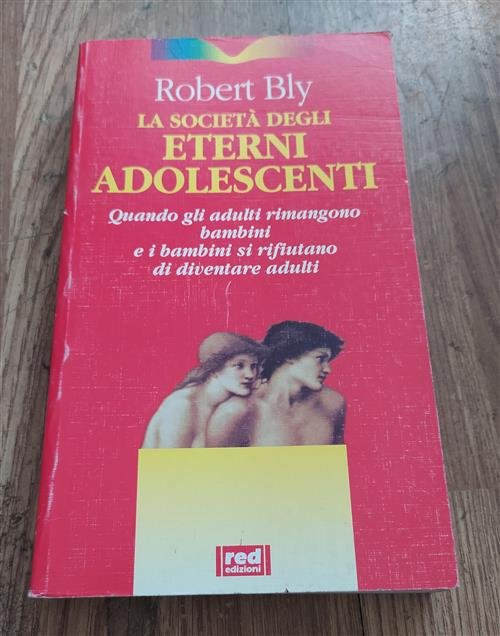 Robert Bly
LA SOCIETÀ DEGLI
ETERNI
ADOLESCENTI
Quando gli adulti rimangono
bambini
e i bambini si rifiutano
di diventare adulti
red
edizioni